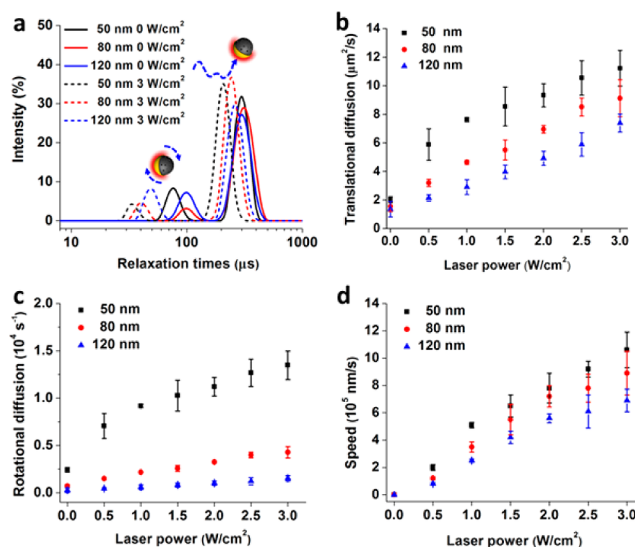 a
50 nm 0 W/cm²
80 nm 0 W/cm²
120 nm 0 W/cm²
50 nm 3 W/cm²
80 nm 3 W/cm²
120 nm 3 W/cm²
Intensity (%)
50
40
30
20
10
0
10 100 1000
Relaxation times (μs)
b
50 nm
80 nm
120 nm
Translational diffusion (μm²/s)
14
12
10
8
6
4
2
0
0.0 0.5 1.0 1.5 2.0 2.5 3.0
Laser power (W/cm²)
c
50 nm
80 nm
120 nm
Rotational diffusion (10⁴ s⁻¹)
2.0
1.5
1.0
0.5
0.0
0.0 0.5 1.0 1.5 2.0 2.5 3.0
Laser power (W/cm²)
d
50 nm
80 nm
120 nm
Speed (10⁵ nm/s)
14
12
10
8
6
4
2
0
0.0 0.5 1.0 1.5 2.0 2.5 3.0
Laser power (W/cm²)